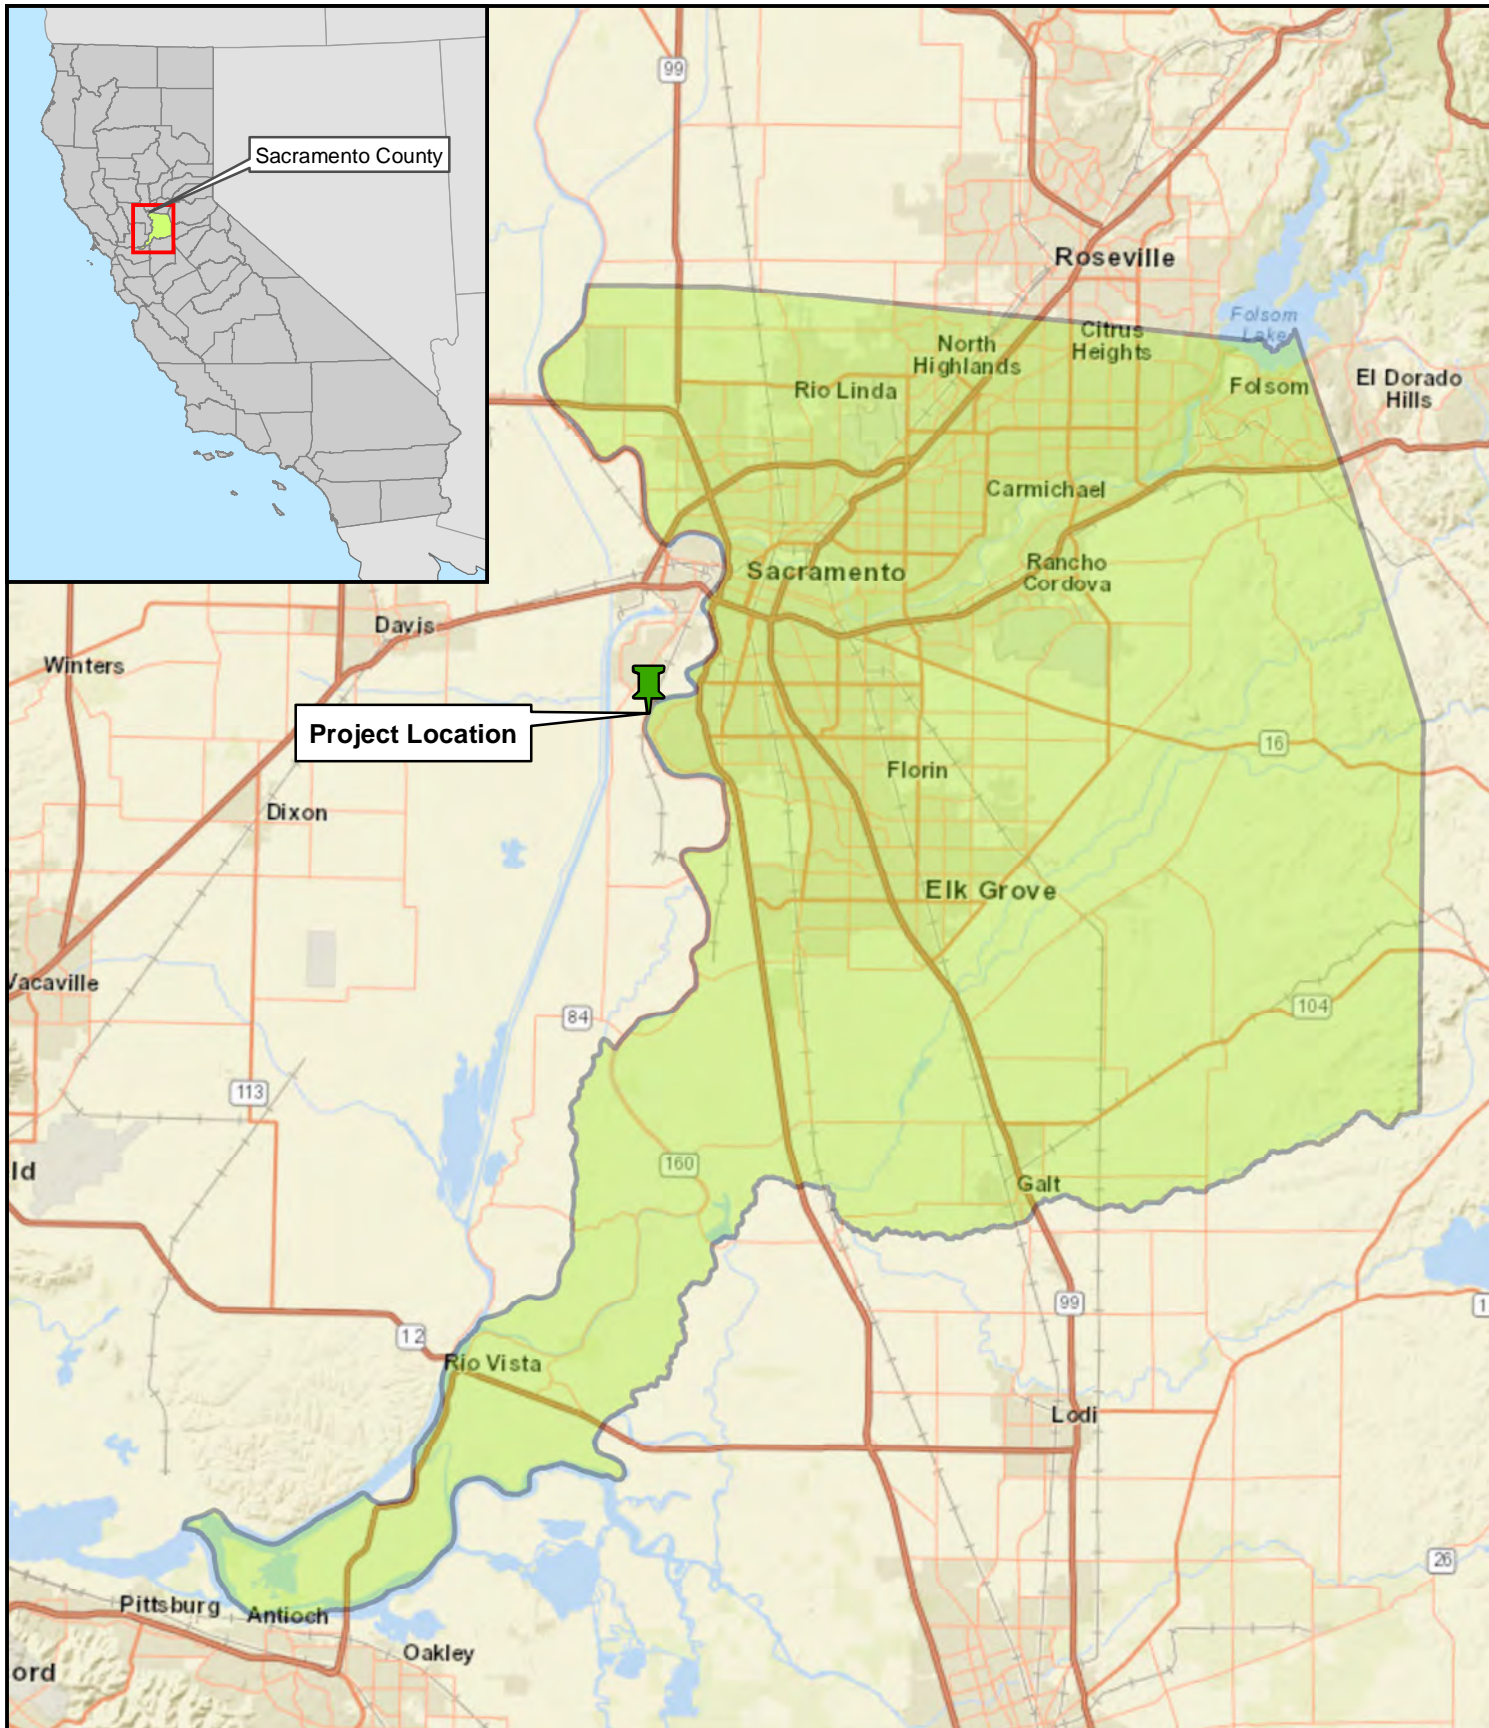 Sacramento County
99
Roseville
Folsom
Lake
Citrus
Heights
North
Highlands
Rio Linda
Folsom
El Dorado
Hills
Carmichael
Sacramento
Rancho
Cordova
Davis
Winters
Project Location
16
Florin
Dixon
Elk Grove
Vacaville
84
104
113
160
ld
Galt
99
1
12
Rio Vista
Lodi
26
Pittsburg
Antioch
Oakley
ord